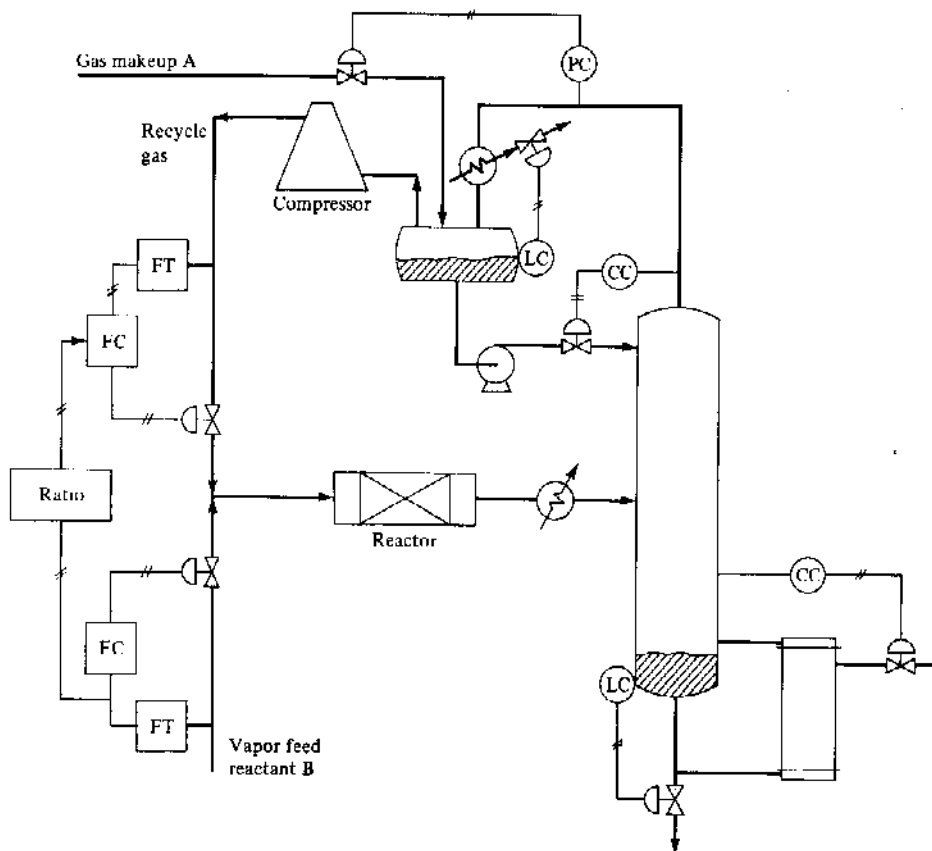 Gas makeup A
PC
Recycle
gas
Compressor
LC
CC
FT
FC
Ratio
Reactor
CC
FC
LC
FT
Vapor feed
reactant B